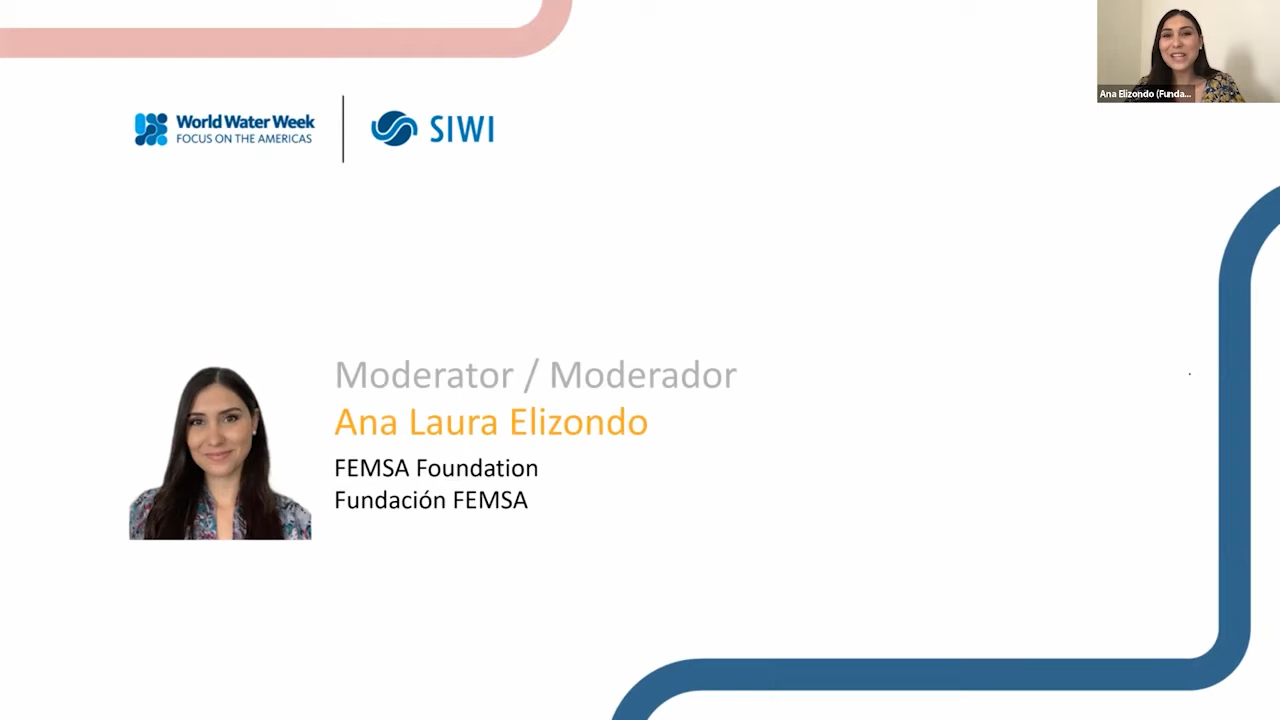 World Water Week
FOCUS ON THE AMERICAS
SIWI
Ana Elizondo (Funda...
Moderator / Moderador
Ana Laura Elizondo
FEMSA Foundation
Fundación FEMSA